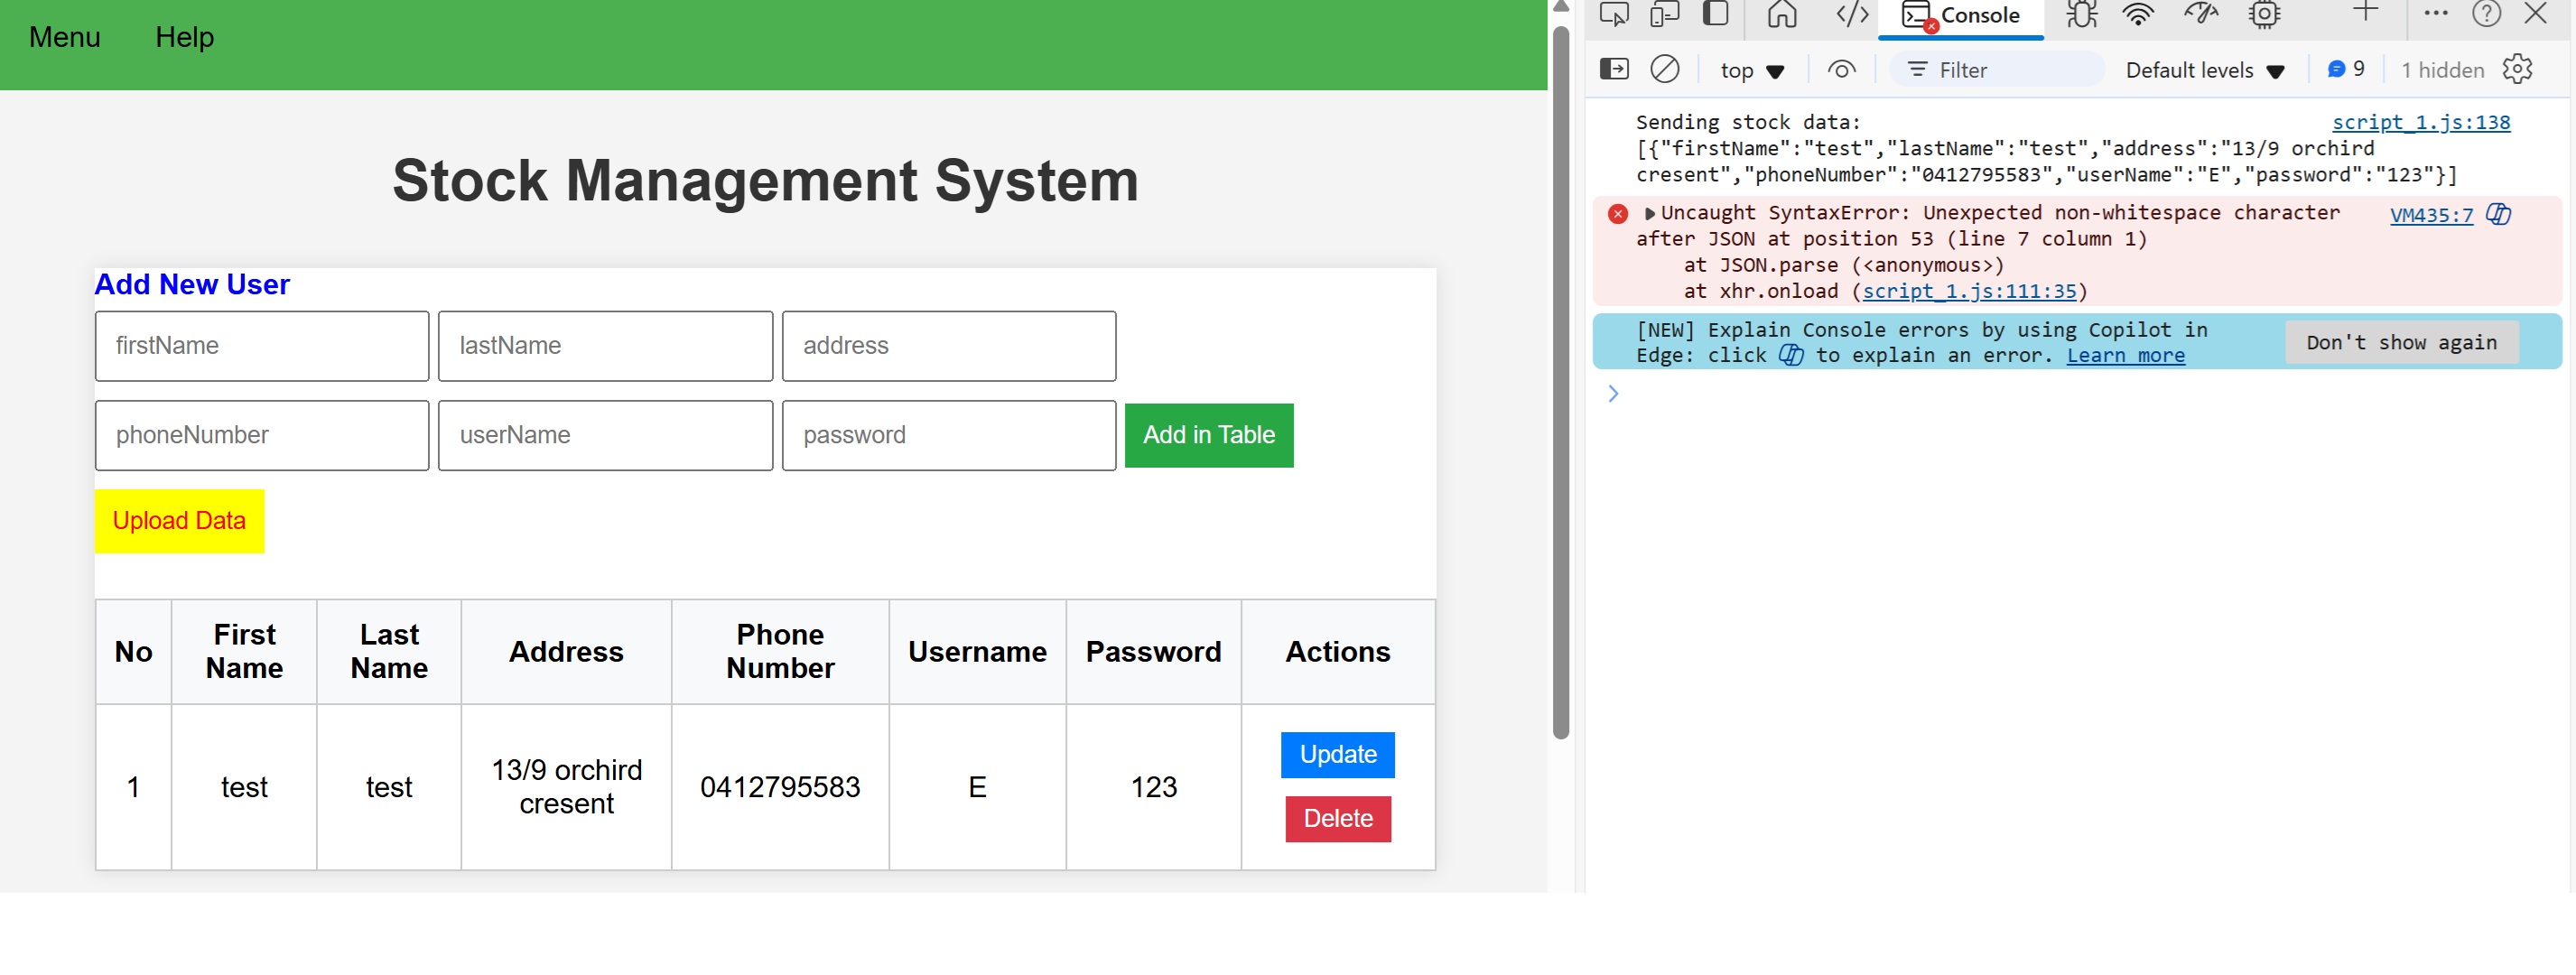 Menu Help
Stock Management System
Add New User
firstName lastName address
phoneNumber userName password Add in Table
Upload Data
No First Name Last Name Address Phone Number Username Password Actions
1 test test 13/9 orchird cresent 0412795583 E 123 Update
Delete
Console
top Filter Default levels 9 1 hidden
Sending stock data: script_1.js:138
[{"firstName":"test","lastName":"test","address":"13/9 orchird
cresent","phoneNumber":"0412795583","userName":"E","password":"123"}]
Uncaught SyntaxError: Unexpected non-whitespace character VM435:7
after JSON at position 53 (line 7 column 1)
at JSON.parse (<anonymous>)
at xhr.onload (script_1.js:111:35)
[NEW] Explain Console errors by using Copilot in
Edge: click to explain an error. Learn more
Don't show again